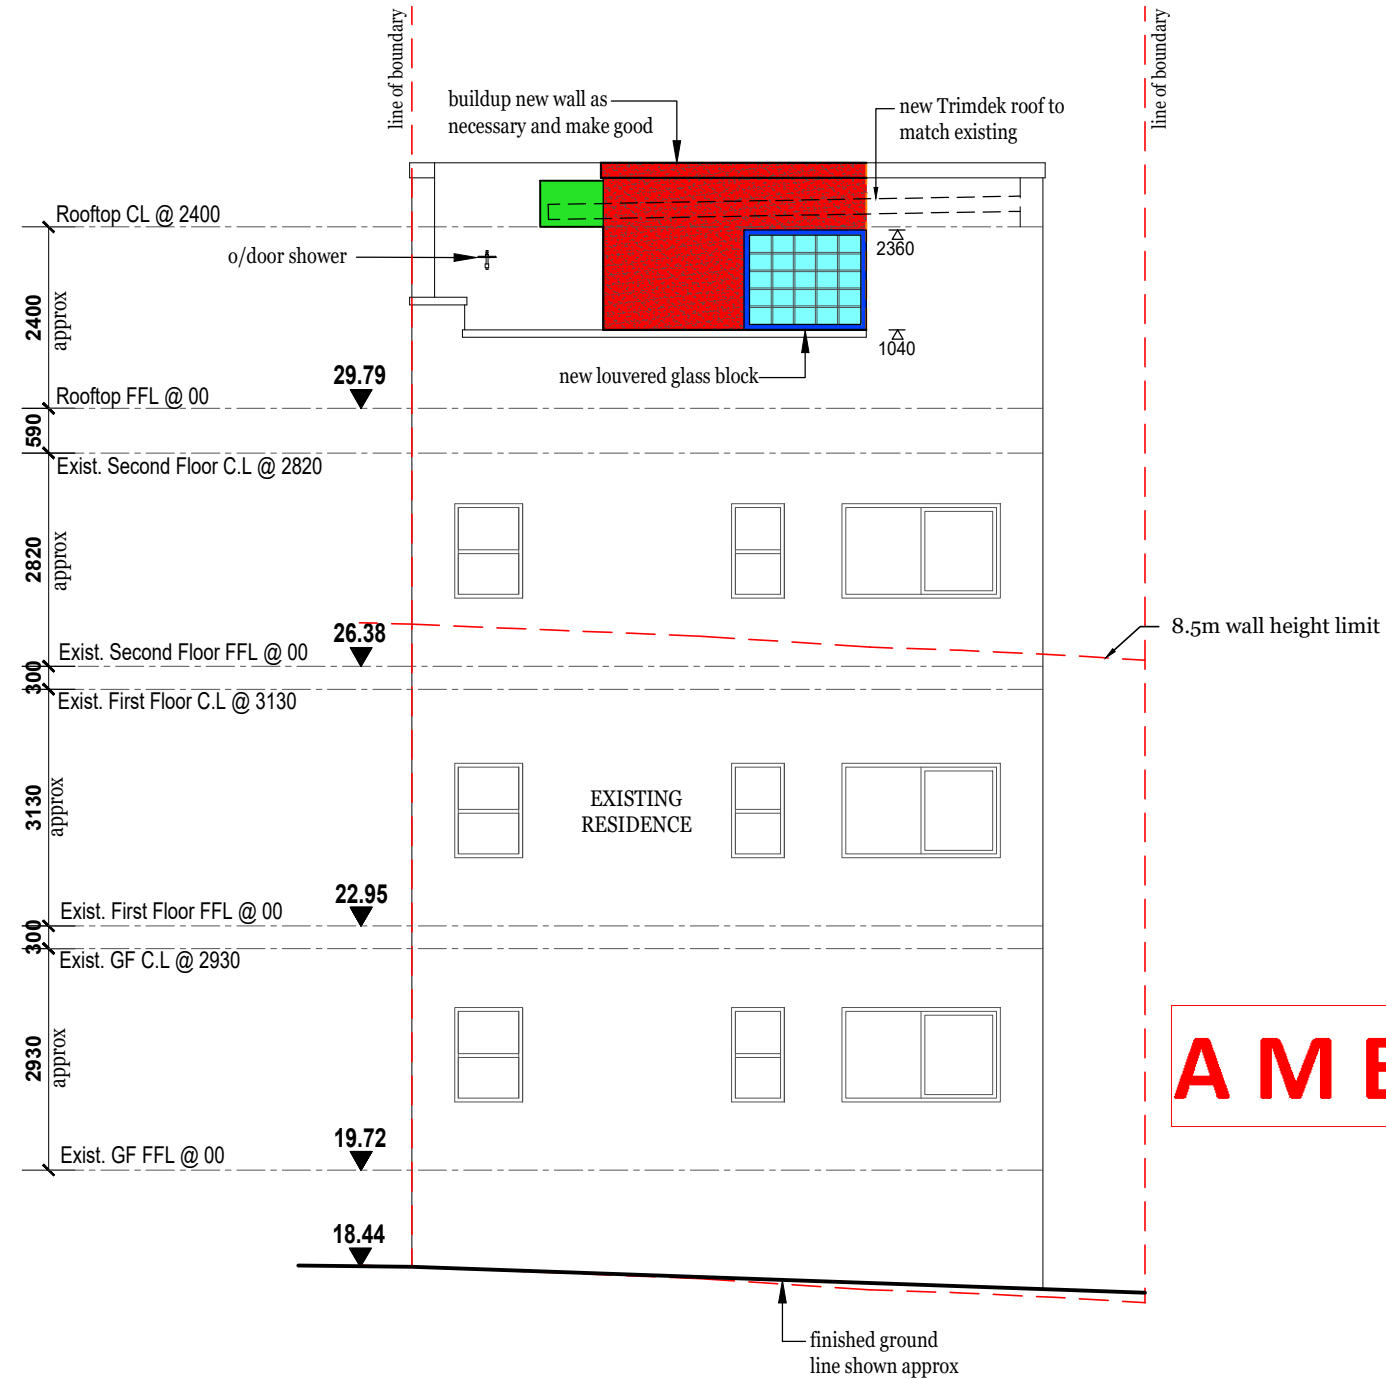 line of boundary
line of boundary
buildup new wall as
necessary and make good
new Trimdek roof to
match existing
Rooftop CL @ 2400
o/door shower
2360
2400
approx
1040
new louvered glass block
29.79
Rooftop FFL @ 00
590
Exist. Second Floor C.L @ 2820
2820
approx
8.5m wall height limit
26.38
Exist. Second Floor FFL @ 00
300
Exist. First Floor C.L @ 3130
3130
approx
EXISTING
RESIDENCE
22.95
Exist. First Floor FFL @ 00
300
Exist. GF C.L @ 2930
2930
approx
A M E
19.72
Exist. GF FFL @ 00
18.44
finished ground
line shown approx